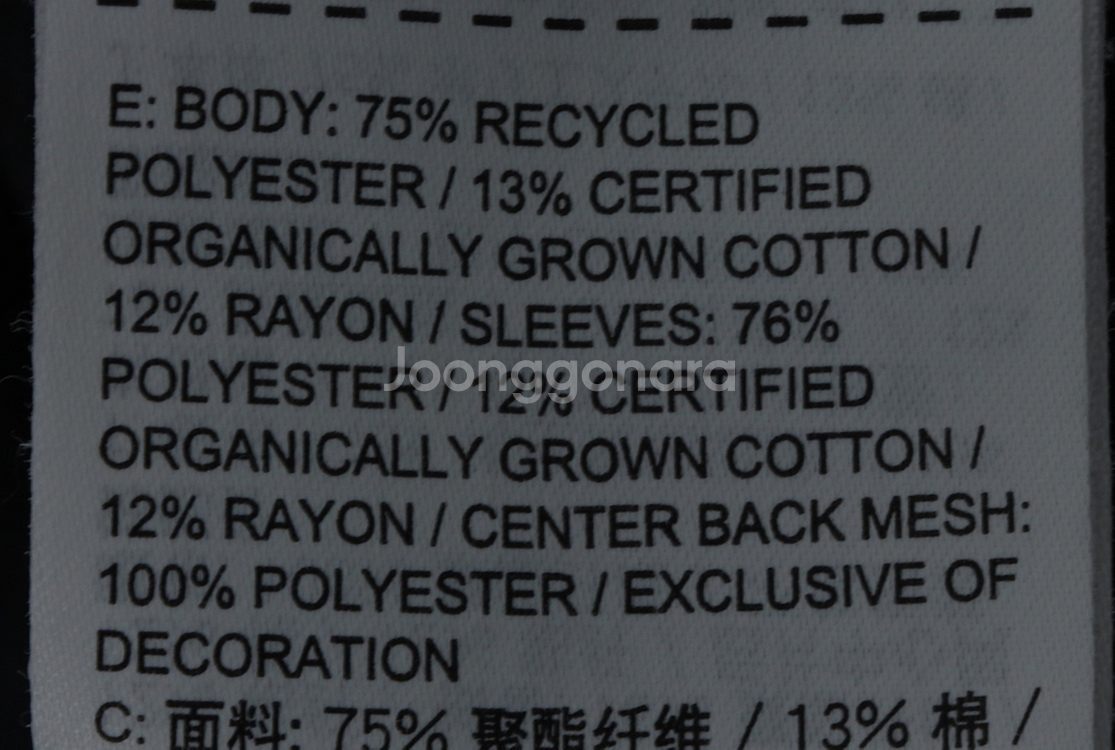 E: BODY: 75% RECYCLED
POLYESTER / 13% CERTIFIED
ORGANICALLY GROWN COTTON /
12% RAYON / SLEEVES: 76%
POLYESTER / 12% CERTIFIED
Joonggonara
ORGANICALLY GROWN COTTON /
12% RAYON / CENTER BACK MESH:
100% POLYESTER / EXCLUSIVE OF
DECORATION
C: 面料: 75% 聚酯纤维 / 13% 棉 /